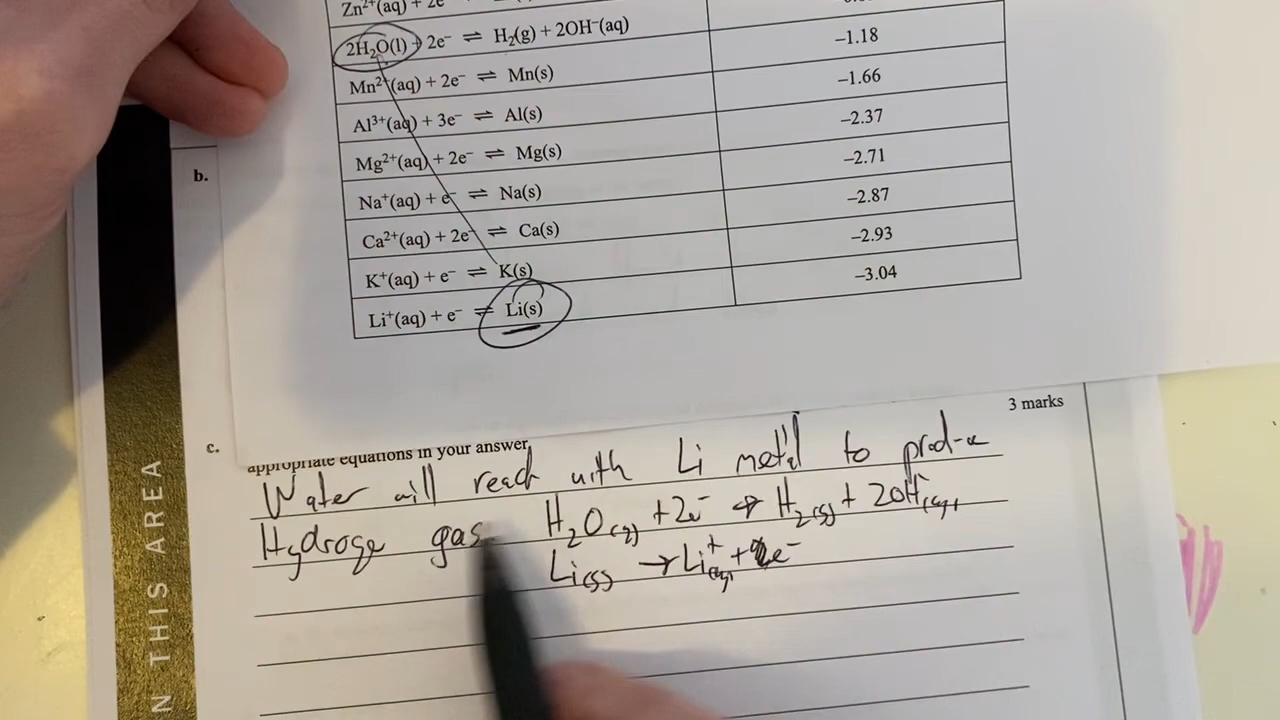 Zn²⁺(aq) + 2e⁻
2H₂O(l) + 2e⁻ ⇌ H₂(g) + 2OH⁻(aq)
–1.18
Mn²⁺(aq) + 2e⁻ ⇌ Mn(s)
–1.66
Al³⁺(aq) + 3e⁻ ⇌ Al(s)
–2.37
Mg²⁺(aq) + 2e⁻ ⇌ Mg(s)
–2.71
b.
Na⁺(aq) + e⁻ ⇌ Na(s)
–2.87
Ca²⁺(aq) + 2e⁻ ⇌ Ca(s)
–2.93
K⁺(aq) + e⁻ ⇌ K(s)
–3.04
Li⁺(aq) + e⁻ ⇌ Li(s)
3 marks
c.
appropriate equations in your answer.
Water will react with Li metal to
Hydroge gas H₂O + 2e⁻ → H₂(g) + 2OH⁻(aq)
Li(s) → Li⁺(aq) + e⁻
N THIS AREA